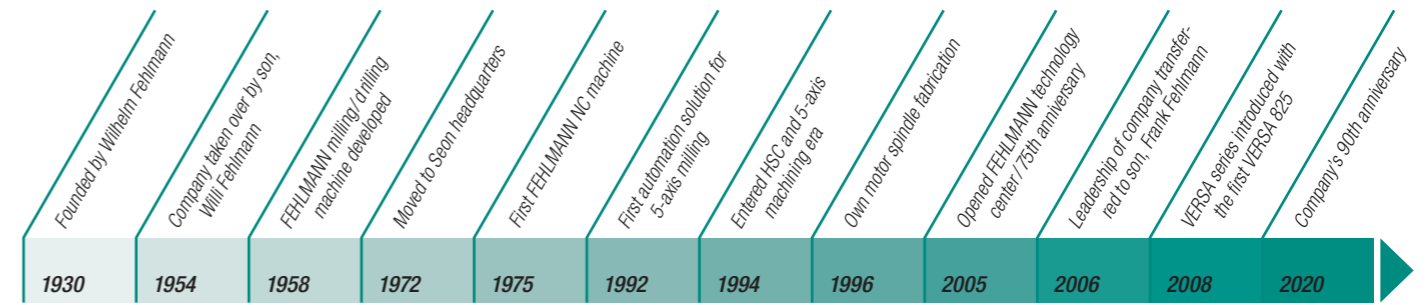 Founded by Wilhelm Fehlmann
Company taken over by son,
Willi Fehlmann
FEHLMANN milling/drilling
machine developed
Moved to Seon headquarters
First FEHLMANN NC machine
First automation solution for
5-axis milling
Entered HSC and 5-axis
machining era
Own motor spindle fabrication
Opened FEHLMANN technology
center / 75th anniversary
Leadership of company transfer-
red to son, Frank Fehlmann
VERSA series introduced with
the first VERSA 825
Company's 90th anniversary
1930
1954
1958
1972
1975
1992
1994
1996
2005
2006
2008
2020